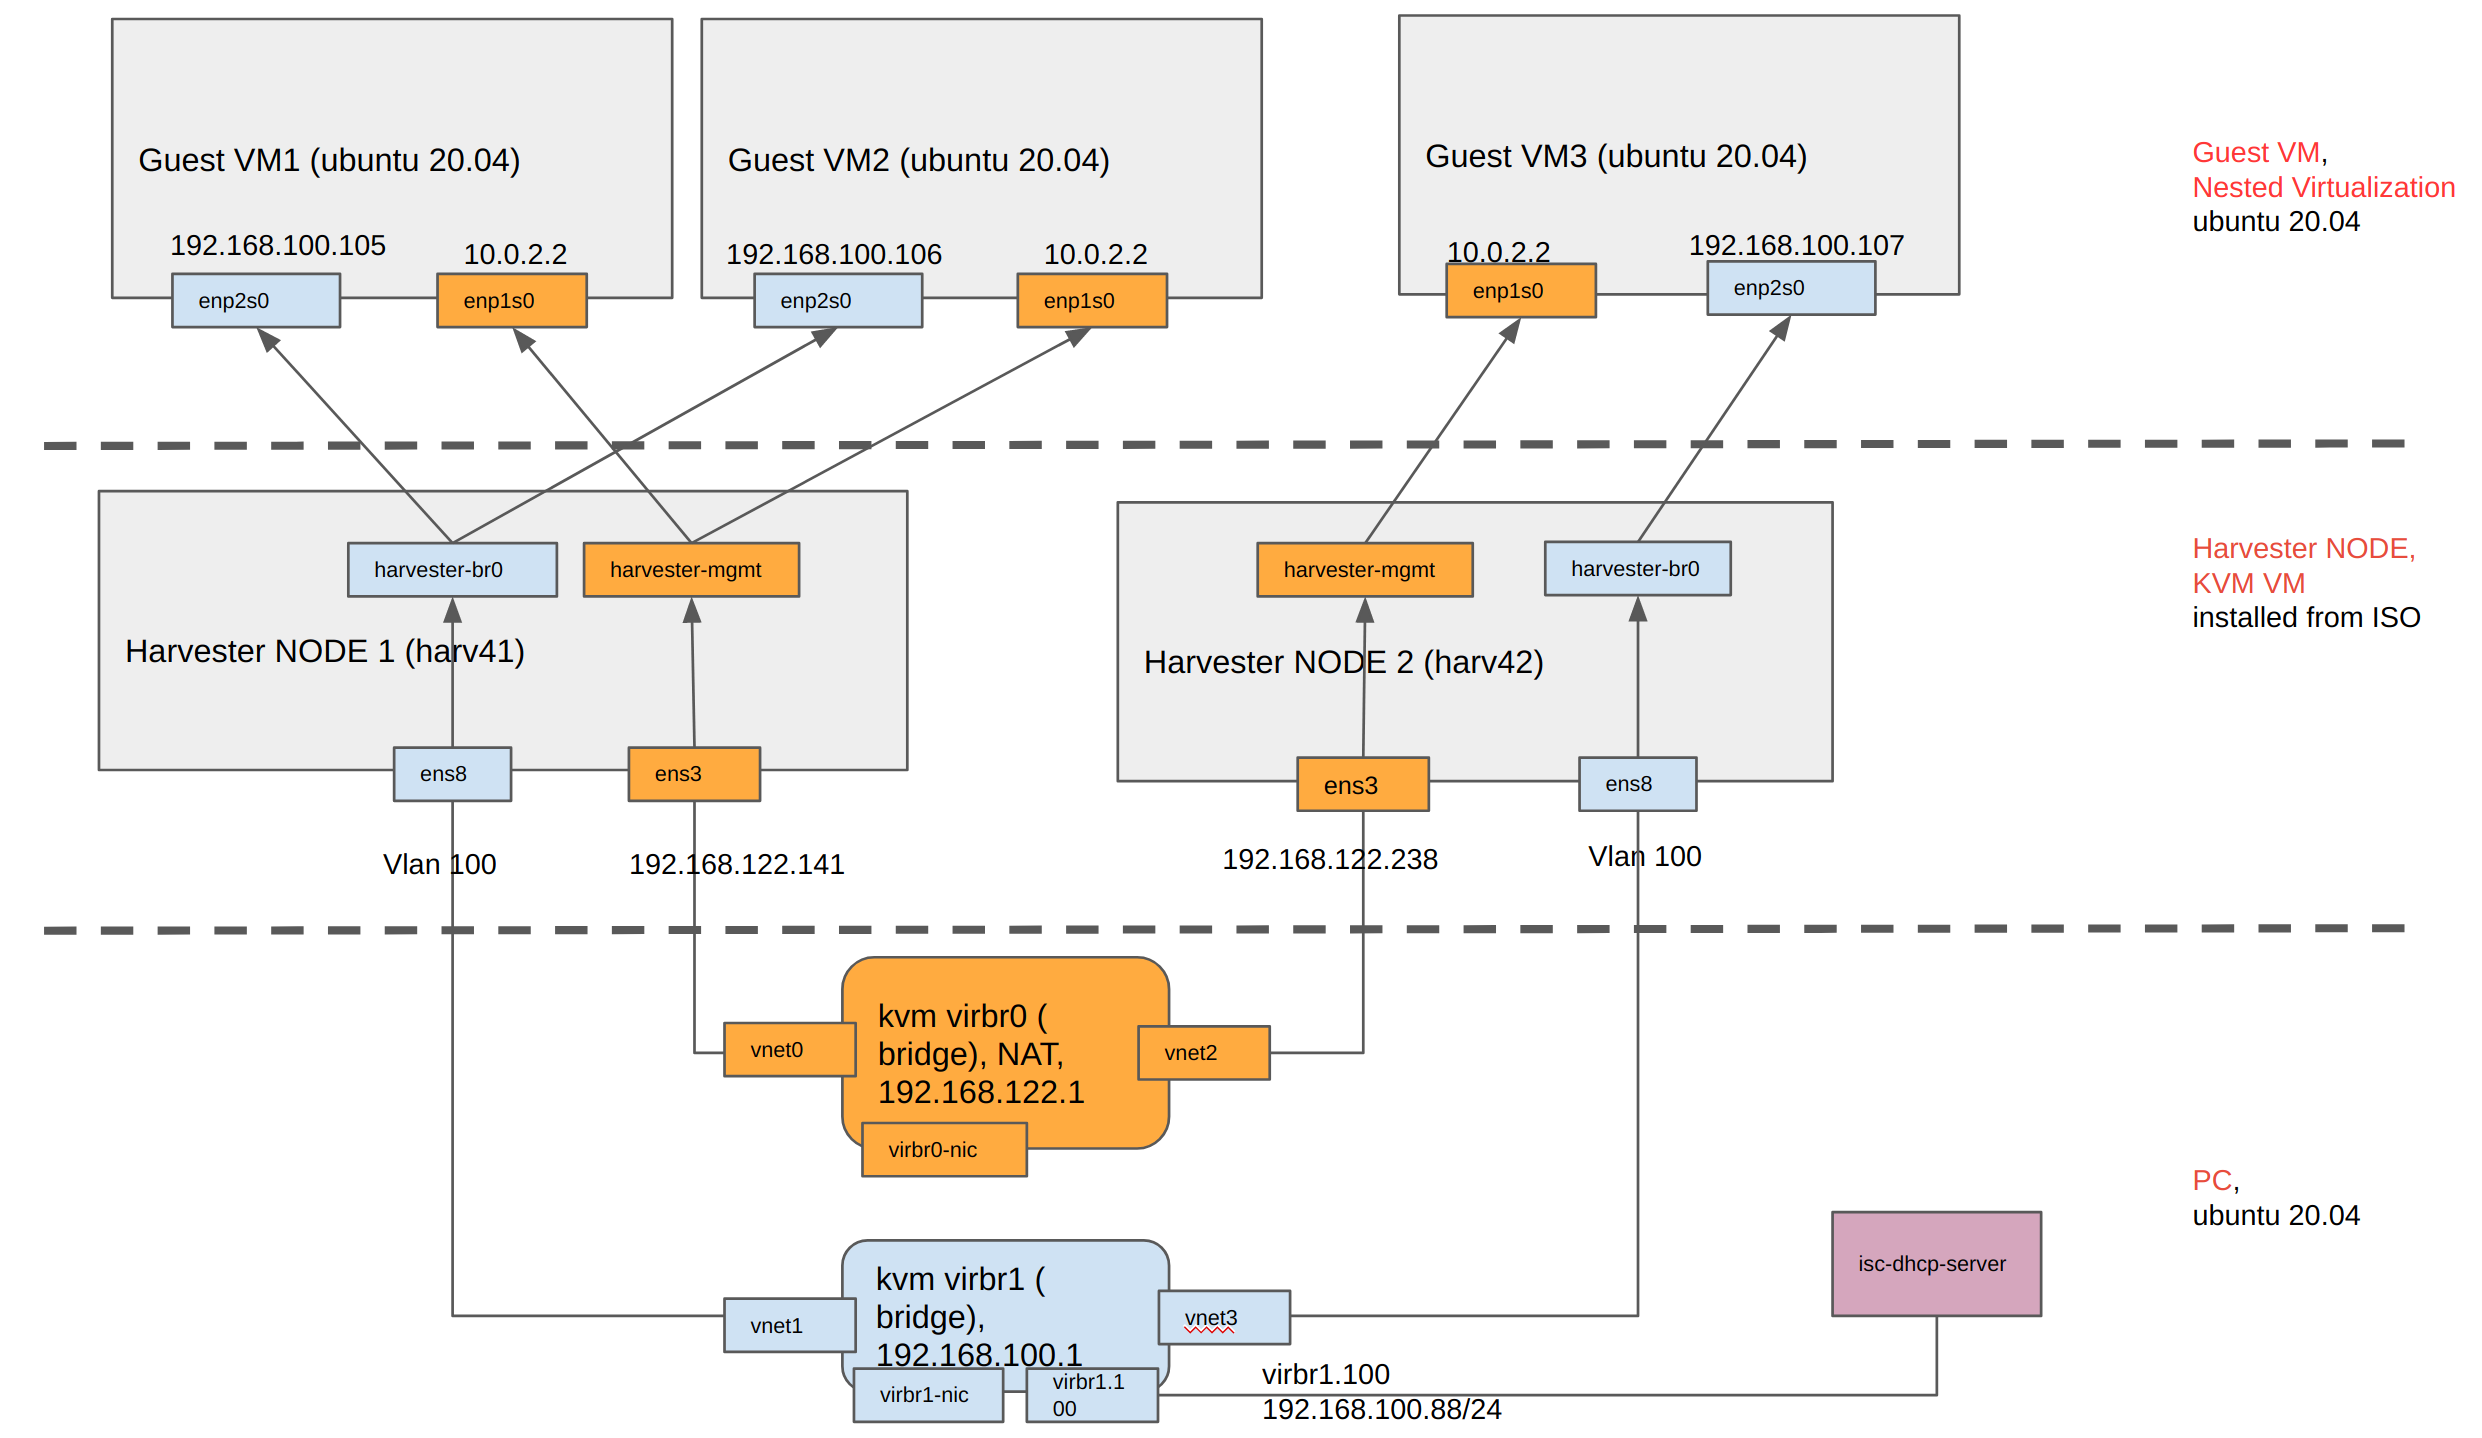 Guest VM1 (ubuntu 20.04)
192.168.100.105
10.0.2.2
enp2s0
enp1s0
Guest VM2 (ubuntu 20.04)
192.168.100.106
10.0.2.2
enp2s0
enp1s0
Guest VM3 (ubuntu 20.04)
10.0.2.2
192.168.100.107
enp1s0
enp2s0
Guest VM,
Nested Virtualization
ubuntu 20.04
harvester-br0
harvester-mgmt
Harvester NODE 1 (harv41)
ens8
ens3
Vlan 100
192.168.122.141
harvester-mgmt
harvester-br0
Harvester NODE 2 (harv42)
ens3
ens8
192.168.122.238
Vlan 100
Harvester NODE,
KVM VM
installed from ISO
kvm virbr0 (
bridge), NAT,
192.168.122.1
vnet0
vnet2
virbr0-nic
kvm virbr1 (
bridge),
192.168.100.1
vnet1
vnet3
virbr1-nic
virbr1.1
00
virbr1.100
192.168.100.88/24
isc-dhcp-server
PC,
ubuntu 20.04